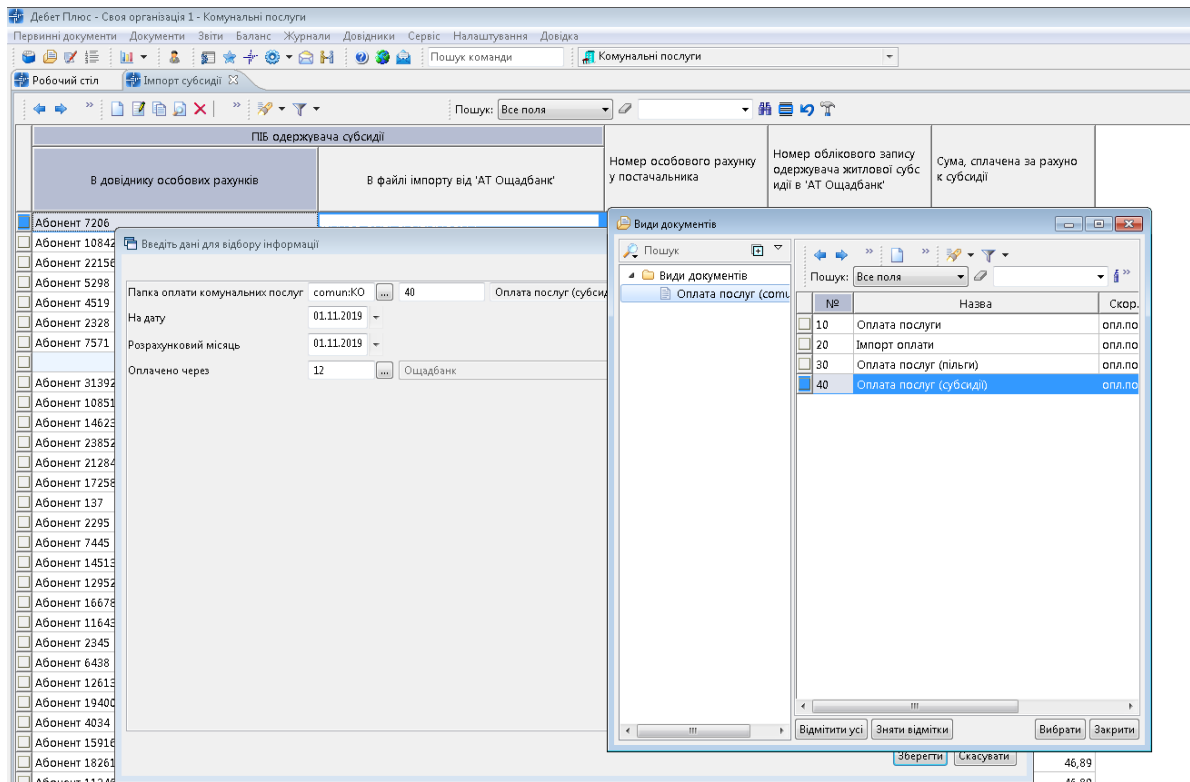 Дебет Плюс - Своя організація 1 - Комунальні послуги
Первинні документи Документи Звіти Баланс Журнали Довідники Сервіс Налаштування Довідка
Пошук команди Комунальні послуги
Робочий стіл Імпорт субсидії
Пошук: Все поля
ПІБ одержувача субсидії
В довіднику особових рахунків
В файлі імпорту від 'АТ Ощадбанк'
Номер особового рахунку
у постачальника
Номер облікового запису
одержувача житлової субс
идії в 'АТ Ощадбанк'
Сума, сплачена за рахуно
к субсидії
Абонент 7206
Абонент 10842
Абонент 22156
Абонент 5298
Абонент 4519
Абонент 2328
Абонент 7571
Абонент 31392
Абонент 10851
Абонент 14623
Абонент 23852
Абонент 21284
Абонент 17258
Абонент 137
Абонент 2295
Абонент 7445
Абонент 14513
Абонент 12952
Абонент 16678
Абонент 11643
Абонент 2345
Абонент 6438
Абонент 12613
Абонент 19400
Абонент 4034
Абонент 15918
Абонент 18261
46,89
Введіть дані для відбору інформації
Папка оплати комунальних послуг comun:KO ... 40 Оплата послуг (субсид
На дату 01.11.2019
Розрахунковий місяць 01.11.2019
Оплачено через 12 ... Ощадбанк
Зберегти Скасувати
Види документів
Пошук
Види документів
Оплата послуг (comu
Пошук: Все поля
№ Назва Скор.
10 Оплата послуги опл.по
20 Імпорт оплати опл.по
30 Оплата послуг (пільги) опл.по
40 Оплата послуг (субсидії) опл.по
Відмітити усі Зняти відмітки Вибрати Закрити